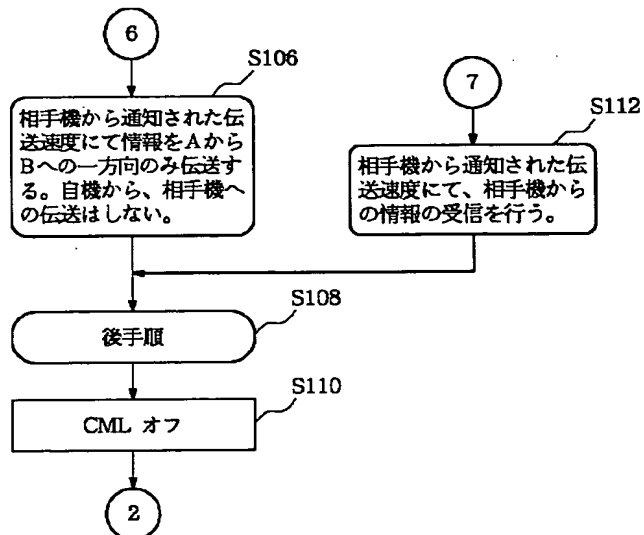 6
S106
相手機から通知された伝
送速度にて情報をAから
Bへの一方向のみ伝送す
る。自機から、相手機へ
の伝送はしない。
7
S112
相手機から通知された伝
送速度にて、相手機から
の情報の受信を行う。
S108
後手順
S110
CML オフ
2